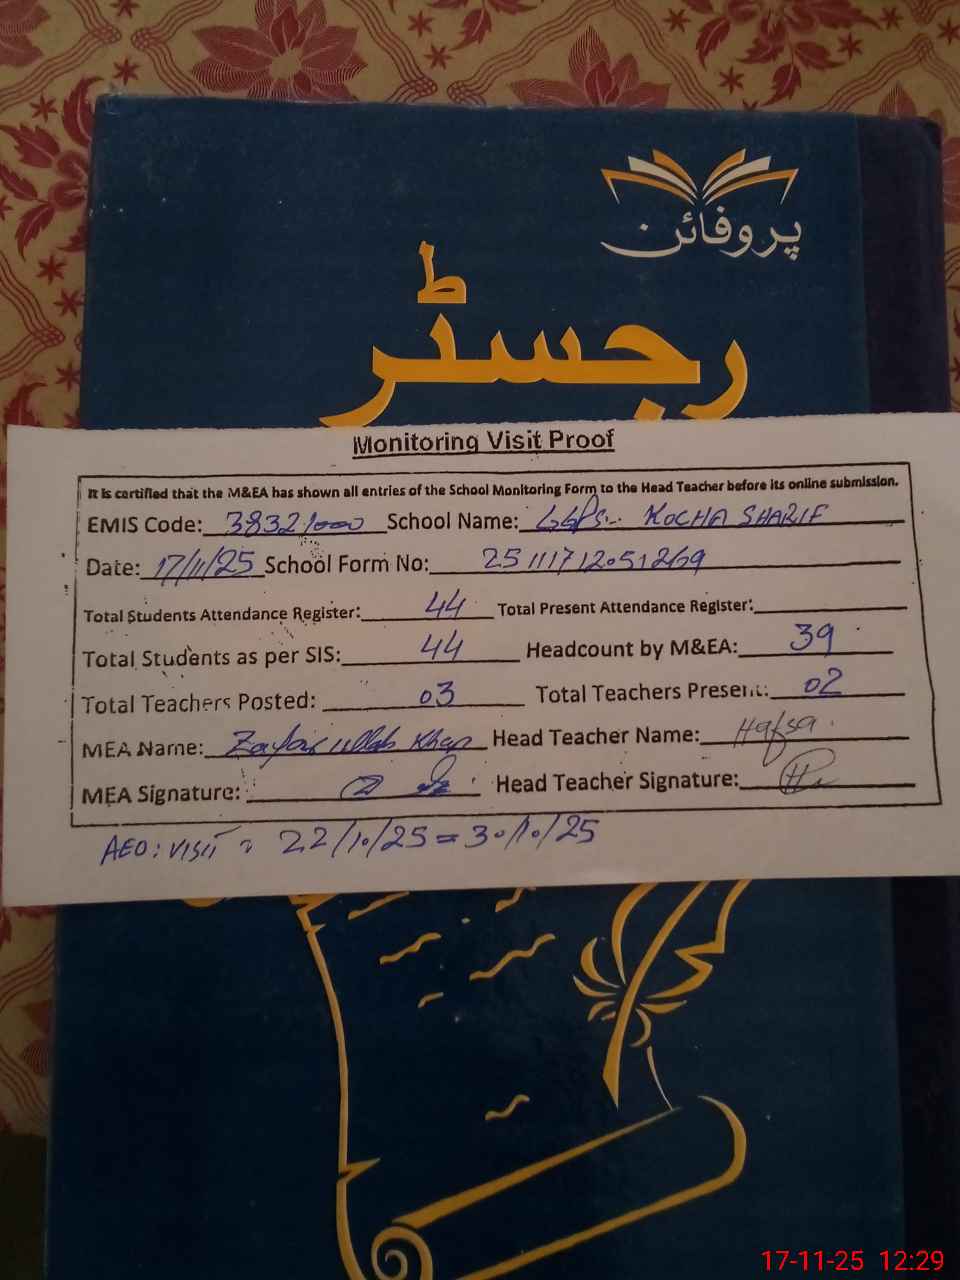 پروفائن
رجسٹر
Monitoring Visit Proof
It is certified that the M&EA has shown all entries of the School Monitoring Form to the Head Teacher before its online submission.
EMIS Code: 38321000 School Name: GGPS KOCHA SHARIF
Date: 17/11/25 School Form No: 25111712051269
Total Students Attendance Register: 44 Total Present Attendance Register:
Total Students as per SIS: 44 Headcount by M&EA: 39
Total Teachers Posted: 03 Total Teachers Present: 02
MEA Name: ullah Khan Head Teacher Name: Hafsa
MEA Signature: Head Teacher Signature:
AEO: VISIT = 22/10/25 = 30/10/25
17-11-25 12:29